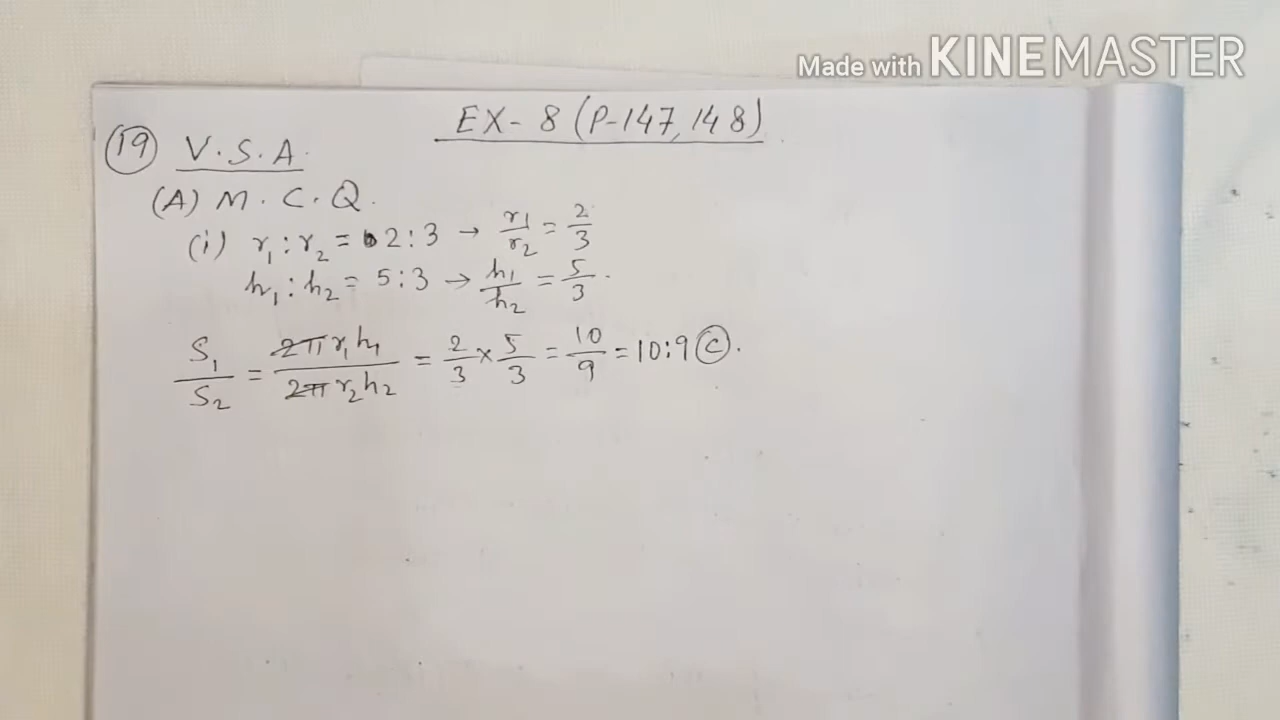 Made with KINEMASTER
EX- 8 (P-147, 148)
(19) V.S.A.
(A) M.C.Q.
(i) r₁ : r₂ = 2 : 3 → r₁/r₂ = 2/3
h₁ : h₂ = 5 : 3 → h₁/h₂ = 5/3.
S₁/S₂ = 2πr₁h₁/2πr₂h₂ = 2/3 × 5/3 = 10/9 = 10:9 (c).